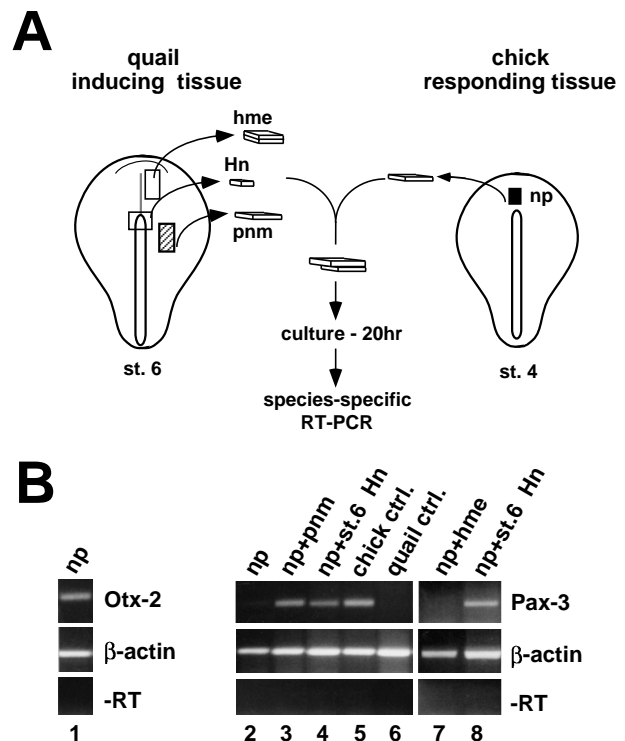 A
quail
inducing tissue
chick
responding tissue
hme
Hn
pnm
np
st. 6
culture - 20hr
st. 4
species-specific
RT-PCR
B
np
np
np+pnm
np+st.6 Hn
chick ctrl.
quail ctrl.
np+hme
np+st.6 Hn
Otx-2
Pax-3
β-actin
β-actin
-RT
-RT
1
2 3 4 5 6 7 8